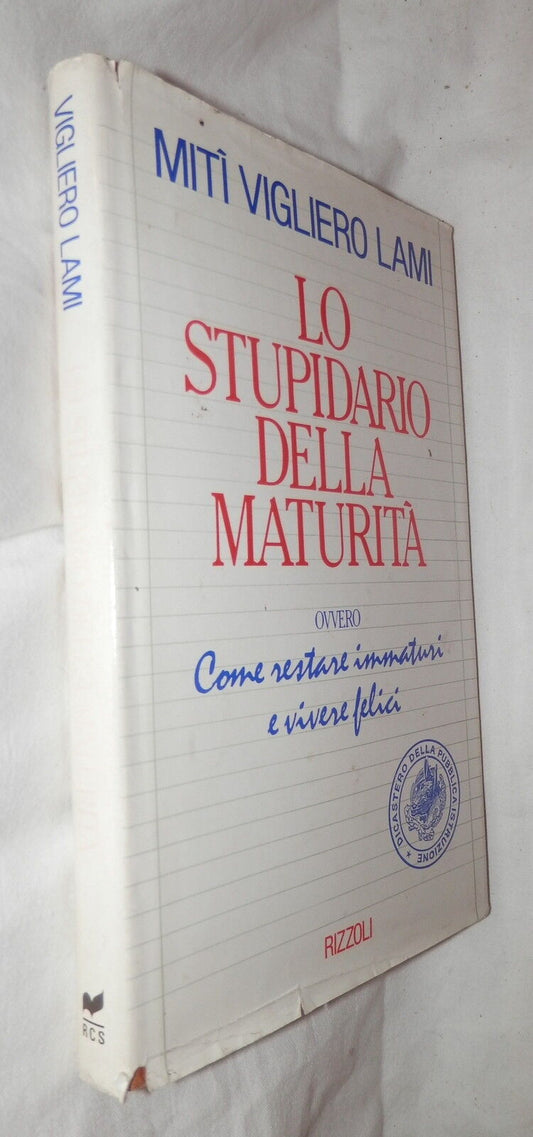 VIGLIERO LAMI
RCS
MITÌ VIGLIERO LAMI
LO
STUPIDARIO
DELLA
MATURITÀ
OVVERO
Come restare immaturi
e vivere felici
DICASTERO DELLA PUBBLICA ISTRUZIONE
RIZZOLI